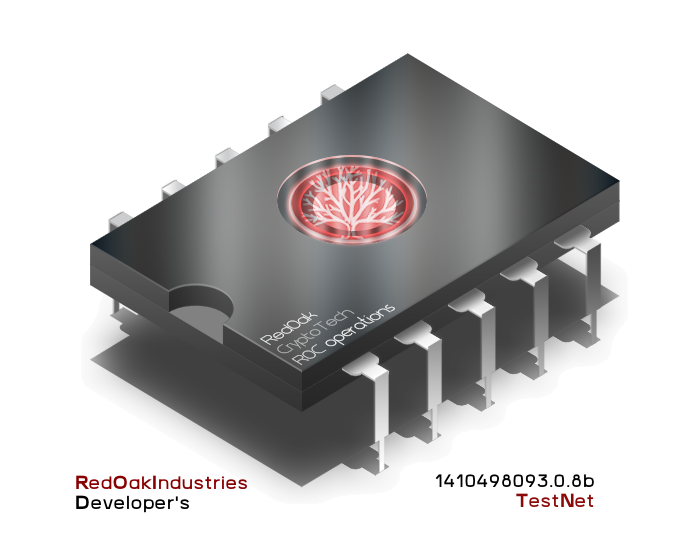 RedOak
CryptoTech
ROC operations
RedOakIndustries
Developer's
1410498093.0.8b
TestNet